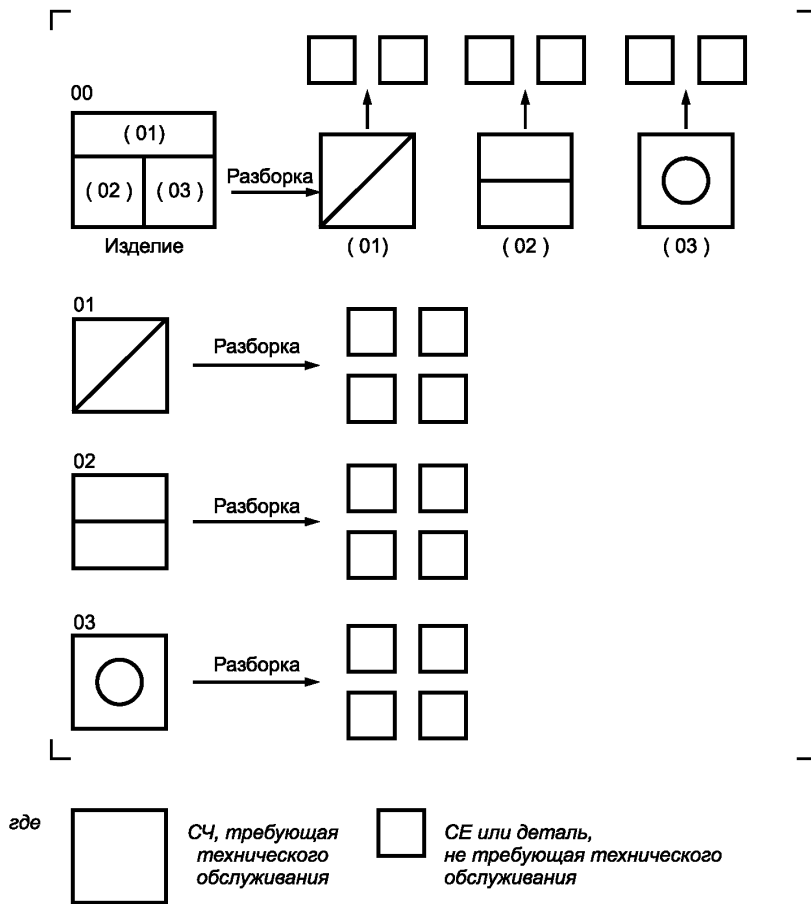 00
( 01)
( 02 ) ( 03 )
Изделие
Разборка
( 01)
( 02 )
( 03 )
01
Разборка
02
Разборка
03
Разборка
где
СЧ, требующая
технического
обслуживания
СЕ или деталь,
не требующая технического
обслуживания